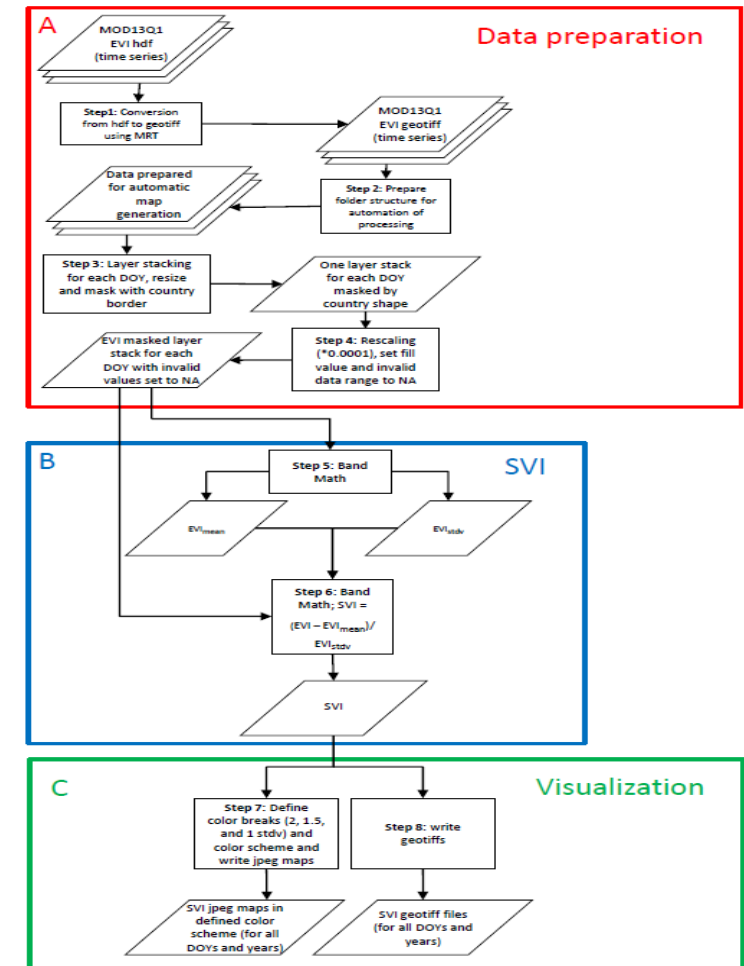 A
Data preparation
MOD13Q1
EVI hdf
(time series)
Step1: Conversion
from hdf to geotiff
using MRT
MOD13Q1
EVI geotiff
(time series)
Step 2: Prepare
folder structure for
automation of
processing
Data prepared
for automatic
map
generation
Step 3: Layer stacking
for each DOY, resize
and mask with country
border
One layer stack
for each DOY
masked by
country shape
Step 4: Rescaling
(*0.0001), set fill
value and invalid
data range to NA
EVI masked layer
stack for each
DOY with invalid
values set to NA
B
SVI
Step 5: Band
Math
EVImean
EVIstdv
Step 6: Band
Math; SVI =
(EVI – EVImean)/
EVIstdv
SVI
C
Visualization
Step 7: Define
color breaks (2, 1.5,
and 1 stdv) and
color scheme and
write jpeg maps
Step 8: write
geotiffs
SVI jpeg maps in
defined color
scheme (for all
DOYs and years)
SVI geotiff files
(for all DOYs and
years)